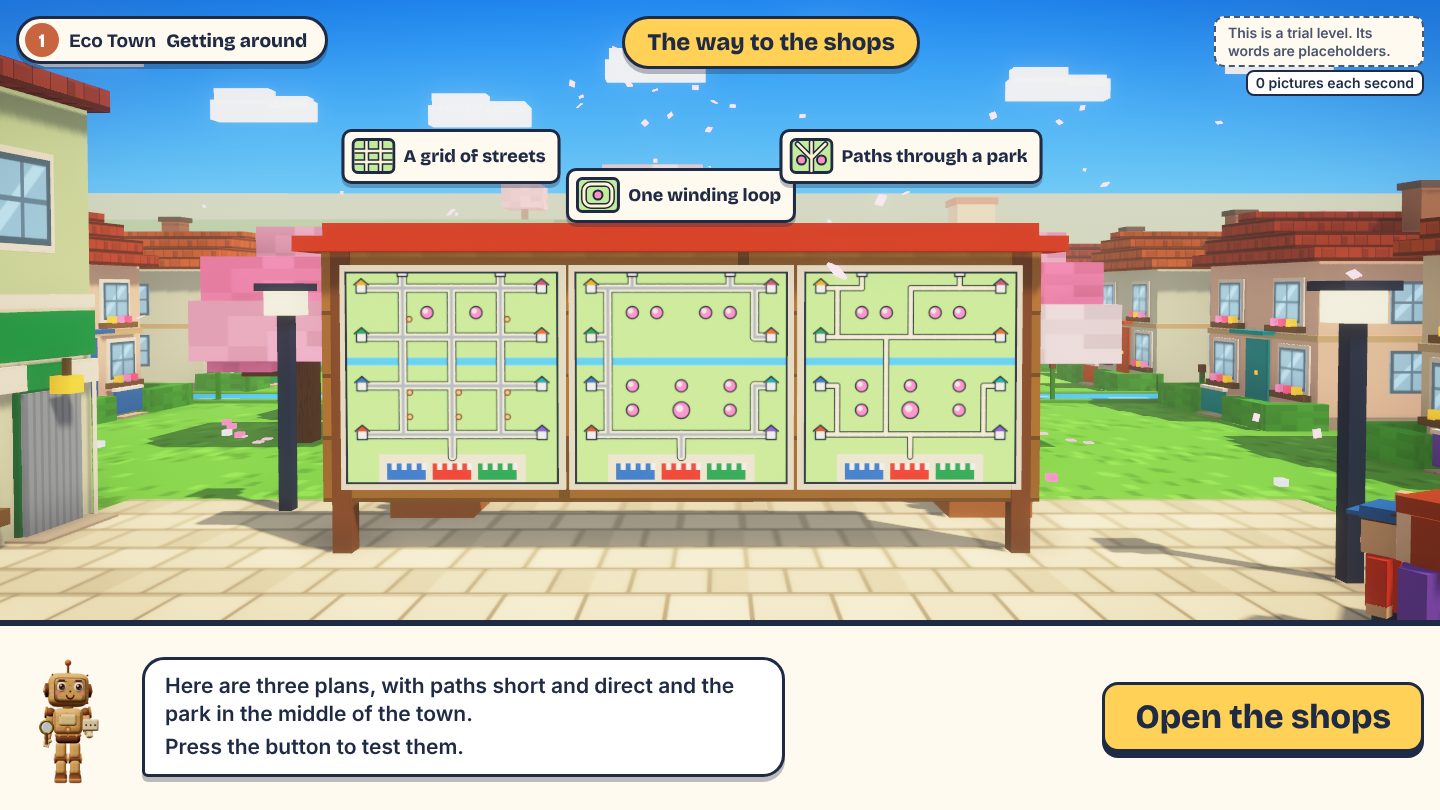 1 Eco Town Getting around
The way to the shops
This is a trial level. Its
words are placeholders.
0 pictures each second
A grid of streets
One winding loop
Paths through a park
Here are three plans, with paths short and direct and the
park in the middle of the town.
Press the button to test them.
Open the shops